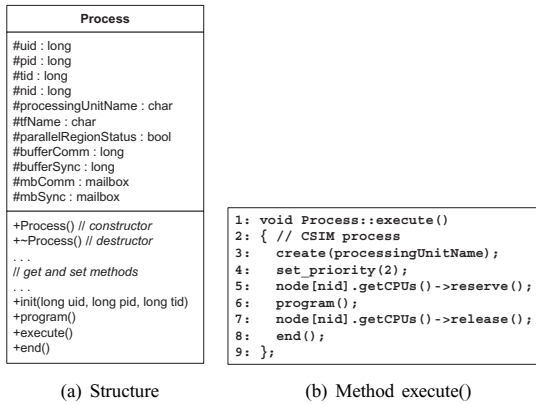 Process
#uid : long
#pid : long
#tid : long
#nid : long
#processingUnitName : char
#tfName : char
#parallelRegionStatus : bool
#bufferComm : long
#bufferSync : long
#mbComm : mailbox
#mbSync : mailbox
+Process() // constructor
+~Process() // destructor
. . .
// get and set methods
. . .
+init(long uid, long pid, long tid)
+program()
+execute()
+end()
(a) Structure
1: void Process::execute()
2: { // CSIM process
3: create(processingUnitName);
4: set_priority(2);
5: node[nid].getCPUs()->reserve();
6: program();
7: node[nid].getCPUs()->release();
8: end();
9: };
(b) Method execute()